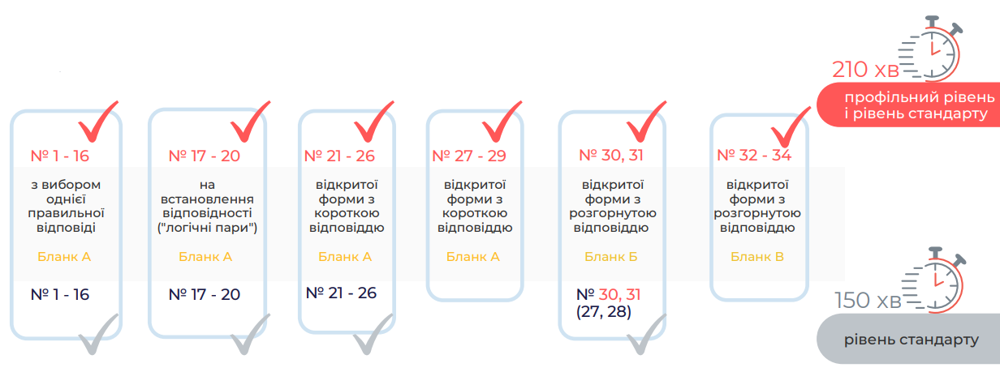 210 хв
профільний рівень
і рівень стандарту
№ 1 - 16
з вибором
однієї
правильної
відповіді
Бланк А
№ 1 - 16
№ 17 - 20
на
встановлення
відповідності
("логічні пари")
Бланк А
№ 17 - 20
№ 21 - 26
відкритої
форми з
короткою
відповіддю
Бланк А
№ 21 - 26
№ 27 - 29
відкритої
форми з
короткою
відповіддю
Бланк А
№ 30, 31
відкритої
форми з
розгорнутою
відповіддю
Бланк Б
№ 30, 31
(27, 28)
№ 32 - 34
відкритої
форми з
розгорнутою
відповіддю
Бланк В
150 хв
рівень стандарту